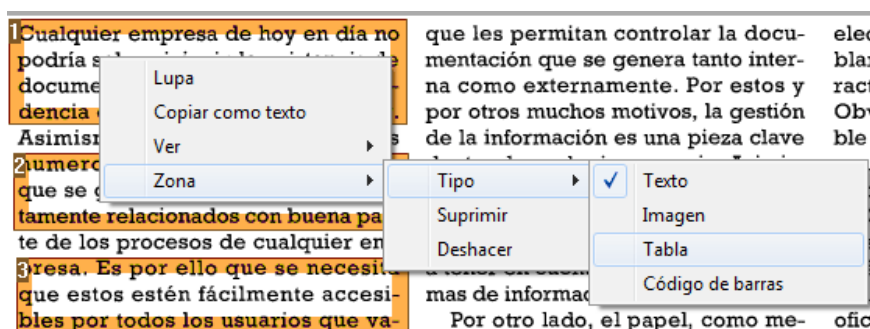 1
Cualquier empresa de hoy en día no
podría
docume
dencia
Asimis
2
numero
que se
tamente relacionados con buena pa
te de los procesos de cualquier em
3
presa. Es por ello que se necesita
que estos estén fácilmente accesi-
bles por todos los usuarios que va-
Lupa
Copiar como texto
Ver
Zona
Tipo
Suprimir
Deshacer
Texto
Imagen
Tabla
Código de barras
que les permitan controlar la docu-
mentación que se genera tanto inter-
na como externamente. Por estos y
por otros muchos motivos, la gestión
de la información es una pieza clave
mas de informac
Por otro lado, el papel, como me-
elec
bla
ract
Obv
ble
ofic